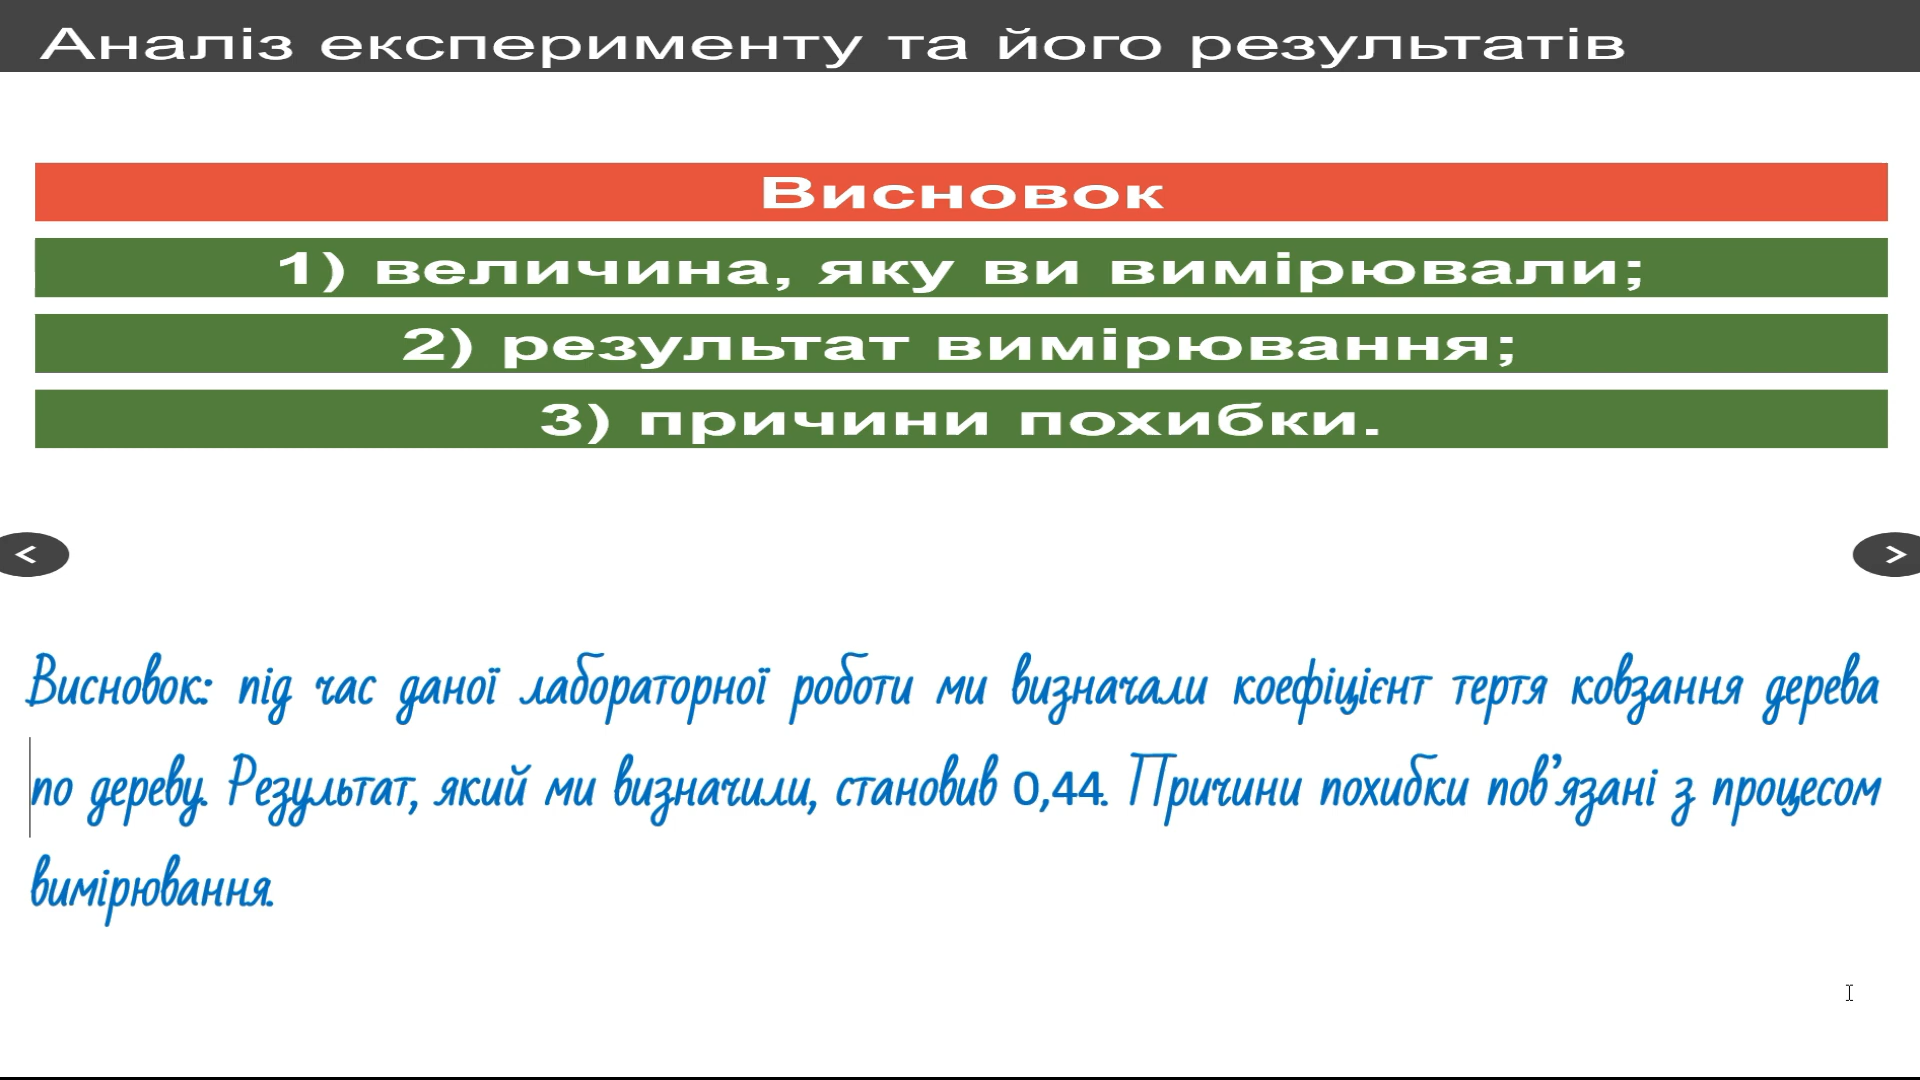 Аналіз експерименту та його результатів
Висновок
1) величина, яку ви вимірювали;
2) результат вимірювання;
3) причини похибки.
<
>
Висновок: під час даної лабораторної роботи ми визначали коефіцієнт тертя ковзання дерева
по дереву. Результат, який ми визначили, становив 0,44. Причини похибки пов’язані з процесом
вимірювання.